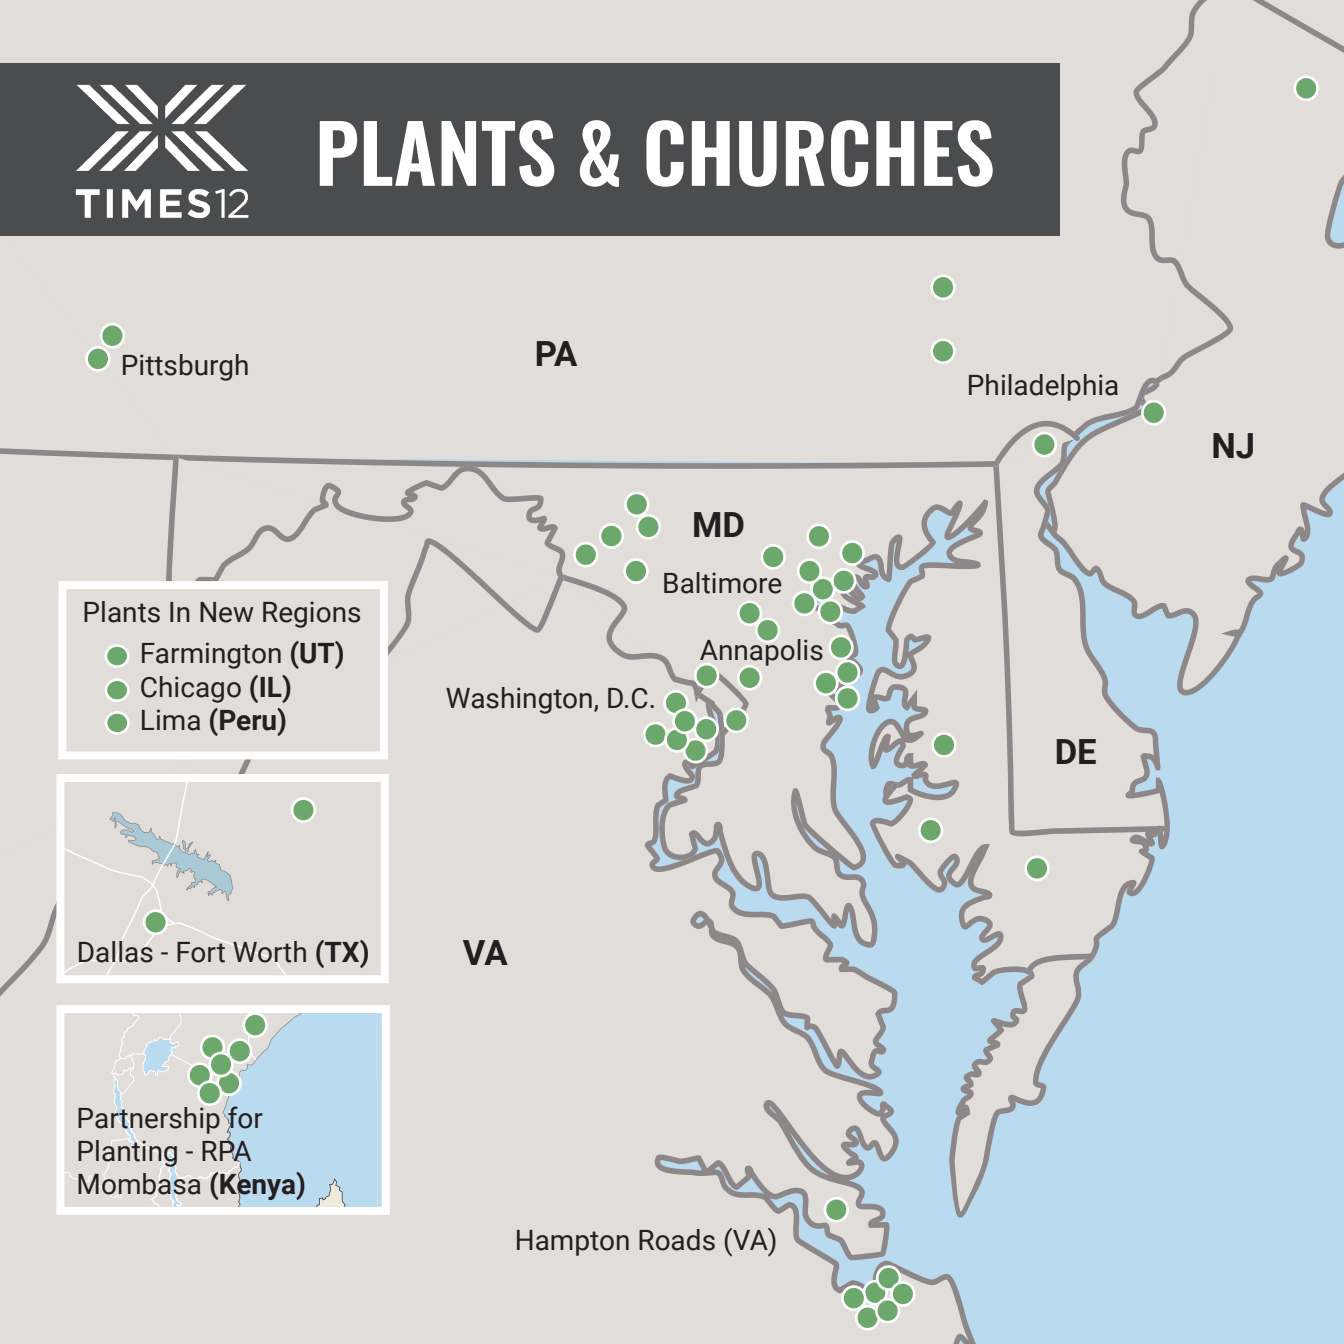 TIMES12
PLANTS & CHURCHES
Pittsburgh
PA
Philadelphia
NJ
MD
Baltimore
Annapolis
Washington, D.C.
DE
VA
Hampton Roads (VA)
Plants In New Regions
Farmington (UT)
Chicago (IL)
Lima (Peru)
Dallas - Fort Worth (TX)
Partnership for
Planting - RPA
Mombasa (Kenya)